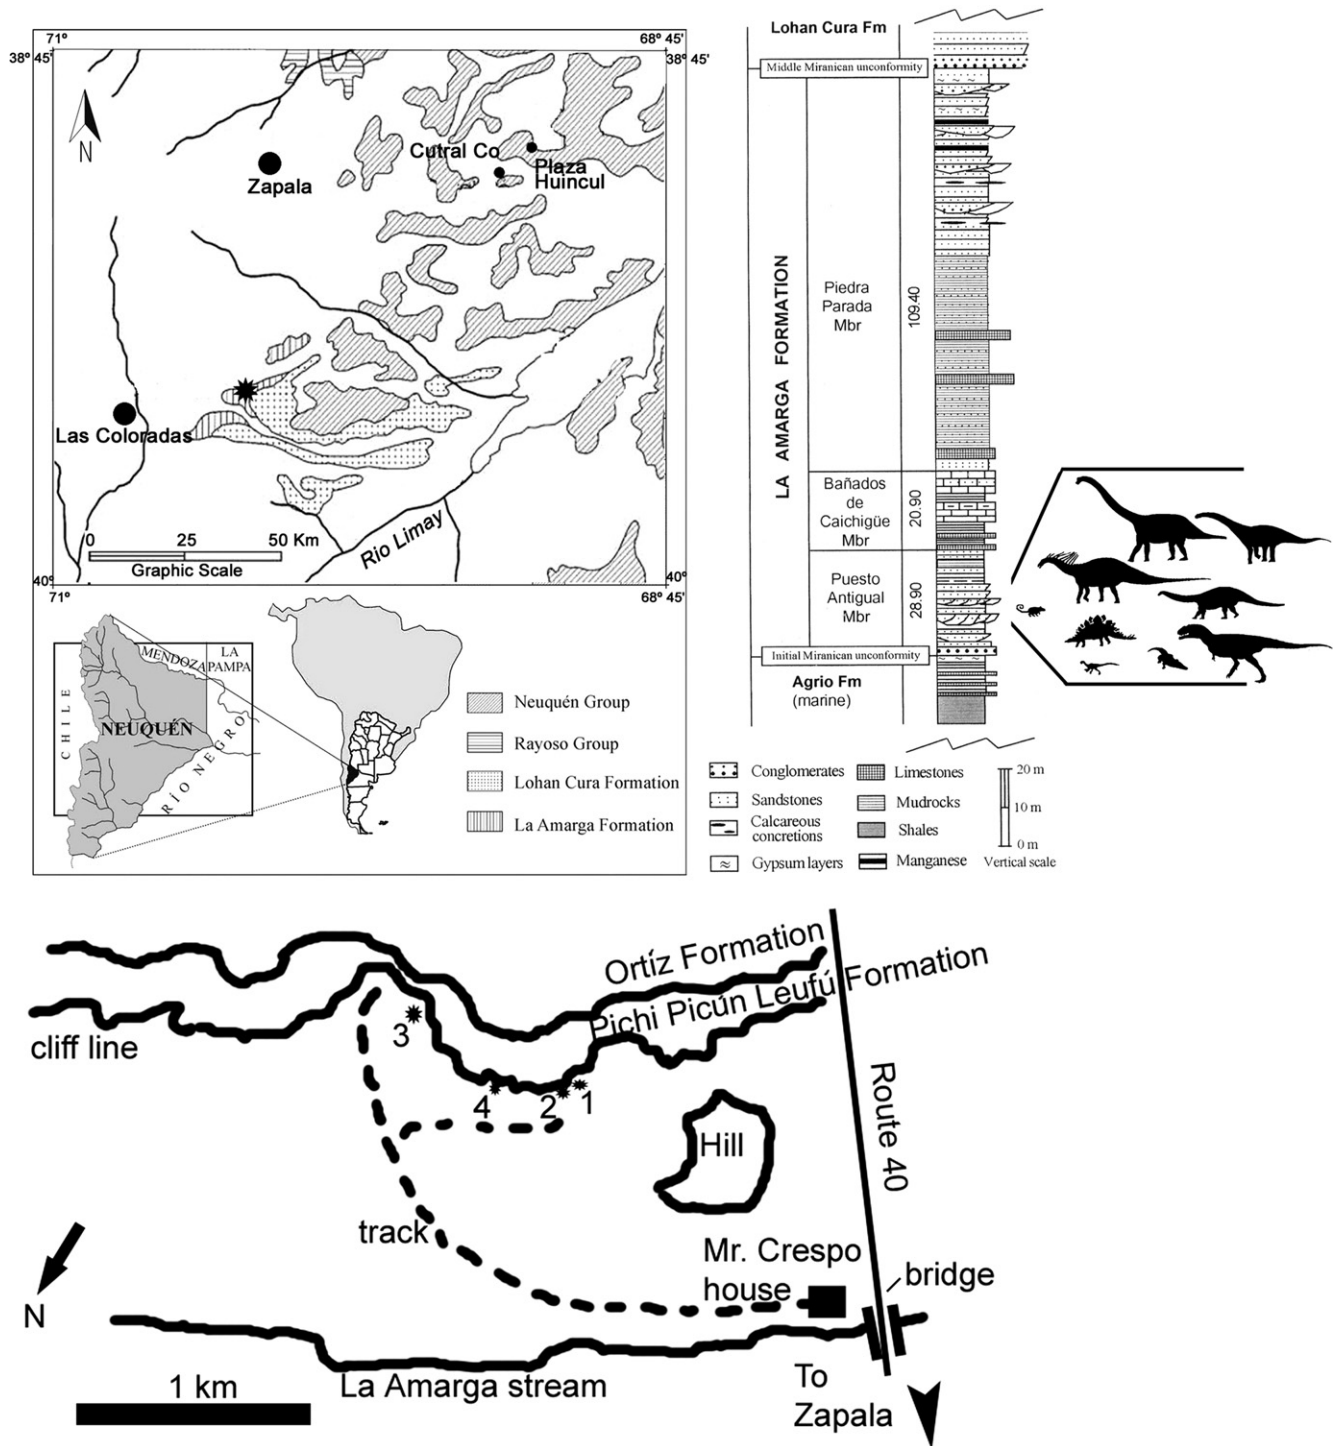 71°
68° 45'
38° 45'
38° 45'
N
Zapala
Cutral Co
Plaza
Huincul
Las Coloradas
0 25 50 Km
Graphic Scale
Río Limay
40°
40°
71°
68° 45'
MENDOZA
LA
PAMPA
CHILE
NEUQUÉN
RÍO NEGRO
Neuquén Group
Rayoso Group
Lohan Cura Formation
La Amarga Formation
Lohan Cura Fm
Middle Miranican unconformity
LA AMARGA FORMATION
Piedra
Parada
Mbr
109.40
Bañados
de
Caichigüe
Mbr
20.90
Puesto
Antigual
Mbr
28.90
Initial Miranican unconformity
Agrio Fm
(marine)
Conglomerates
Sandstones
Calcareous
concretions
Gypsum layers
Limestones
Mudrocks
Shales
Manganese
20 m
10 m
0 m
Vertical scale
Ortíz Formation
Pichi Picún Leufú Formation
cliff line
3
4
2
1
Hill
Route 40
track
Mr. Crespo
house
bridge
N
La Amarga stream
1 km
To
Zapala